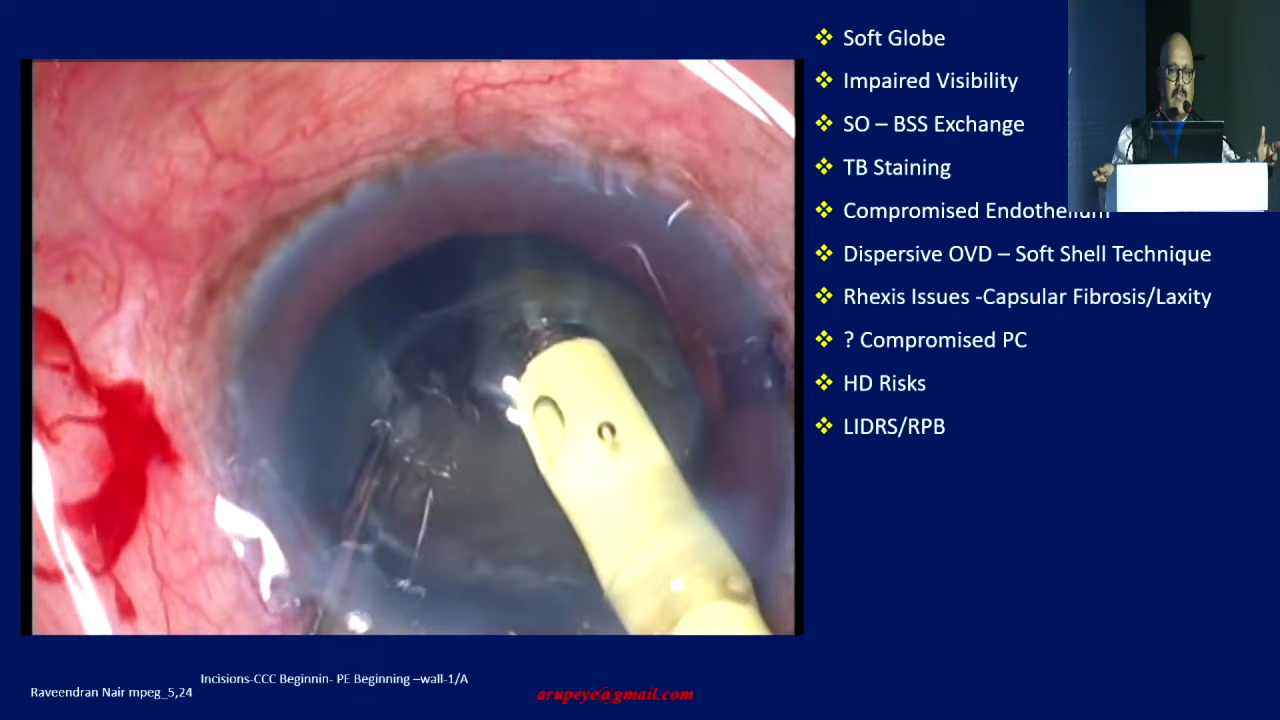 Soft Globe
Impaired Visibility
SO – BSS Exchange
TB Staining
Compromised Endothelium
Dispersive OVD – Soft Shell Technique
Rhexis Issues -Capsular Fibrosis/Laxity
? Compromised PC
HD Risks
LIDRS/RPB
Incisions-CCC Beginnin- PE Beginning –wall-1/A
Raveendran Nair mpeg_5,24
arupeye@gmail.com